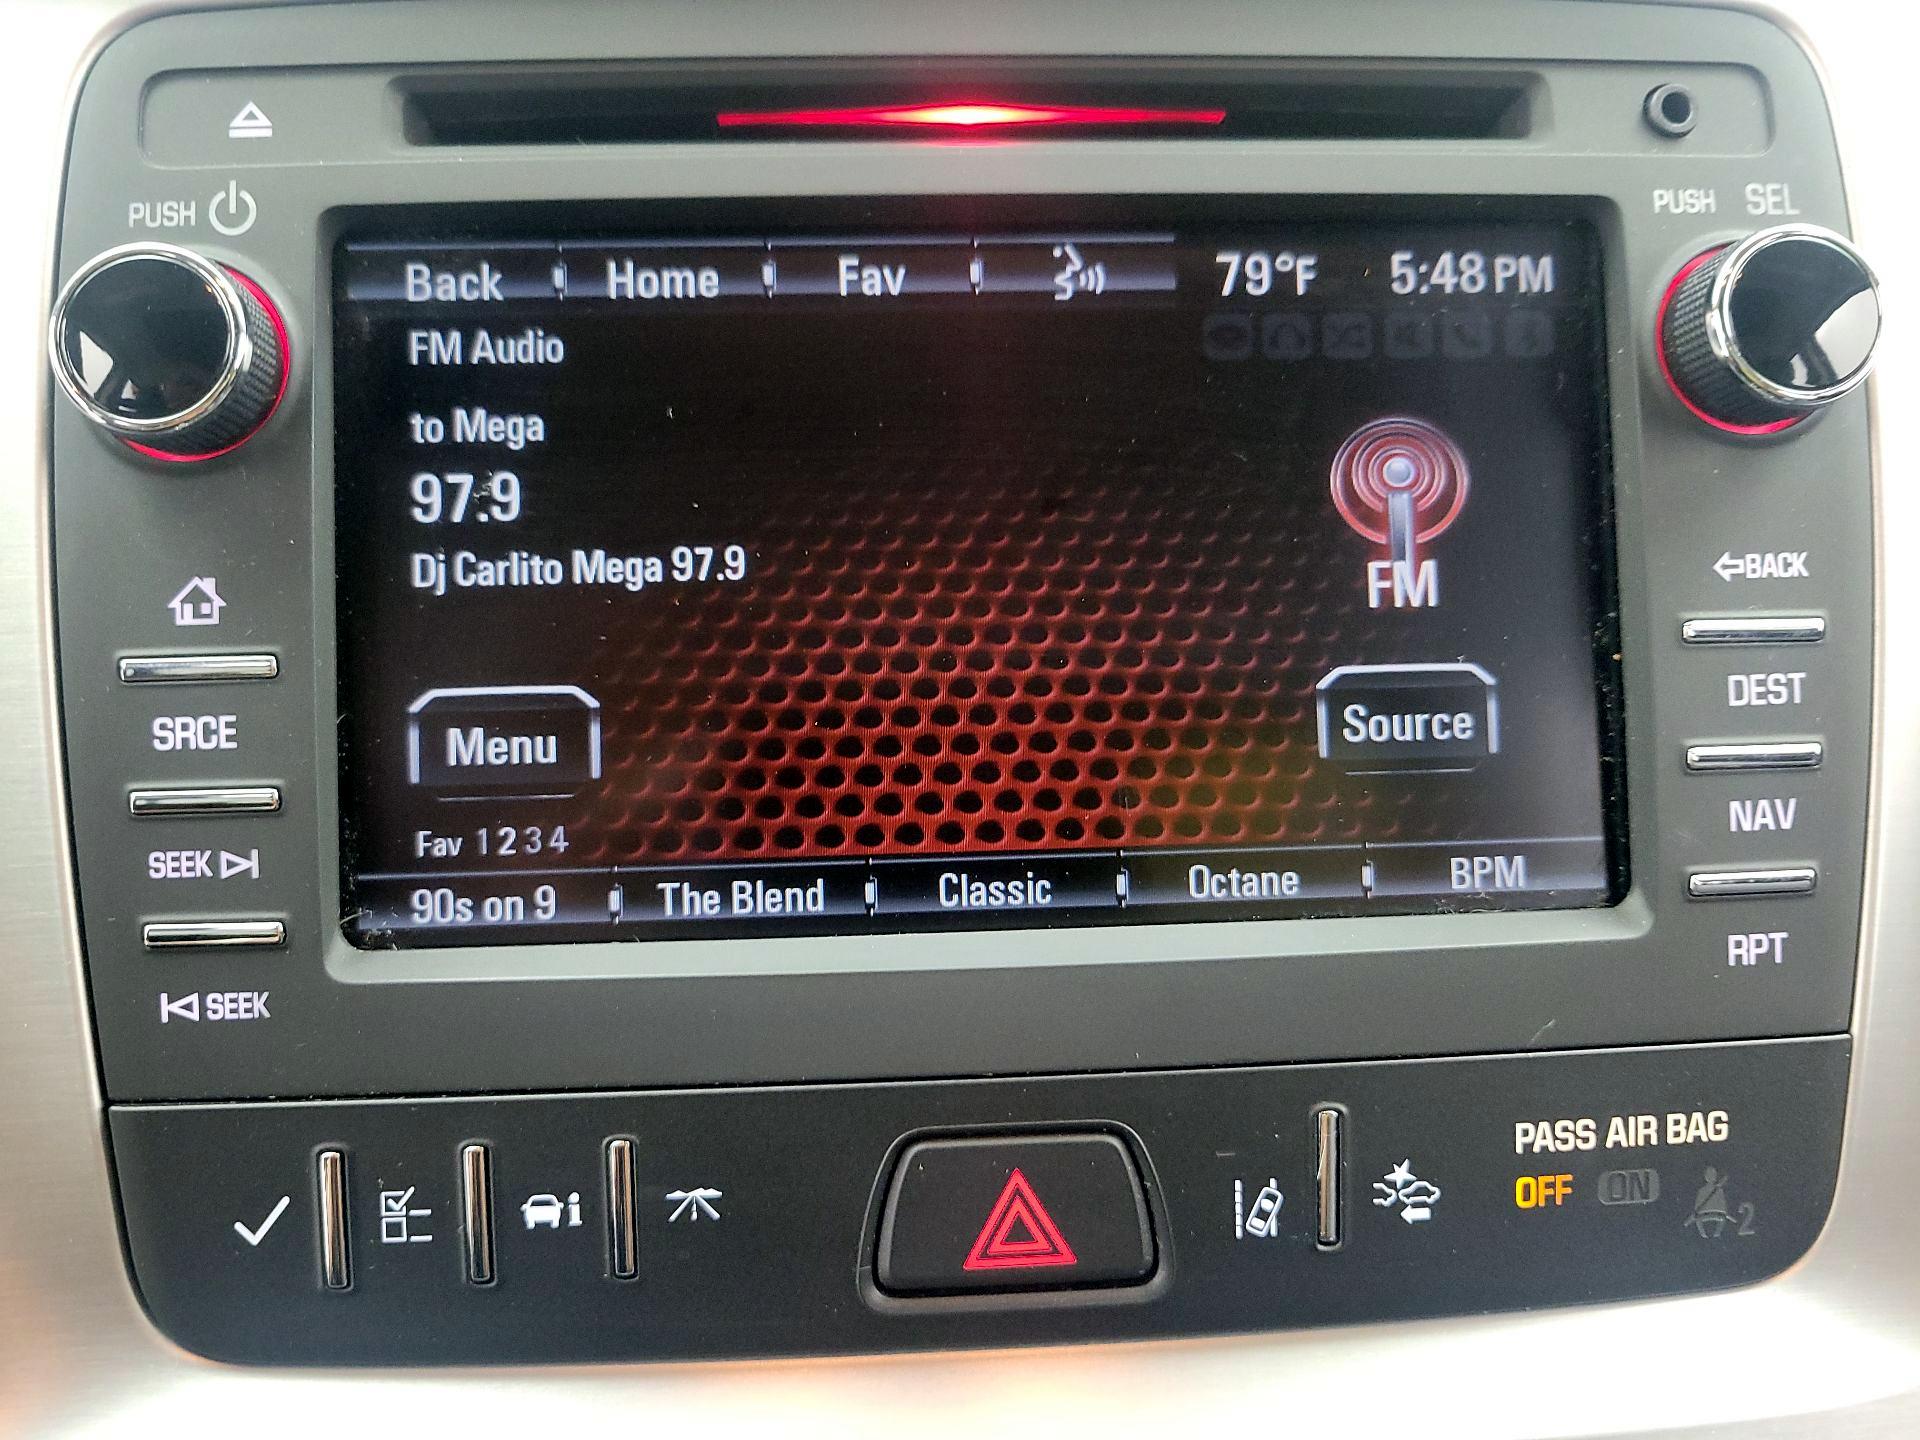 PUSH
PUSH SEL
Back Home Fav 79°F 5:48 PM
FM Audio
to Mega
97.9
Dj Carlito Mega 97.9
FM
Menu
Source
Fav 1 2 3 4
90s on 9 The Blend Classic Octane BPM
SRCE
SEEK
SEEK
BACK
DEST
NAV
RPT
PASS AIR BAG
OFF ON
2